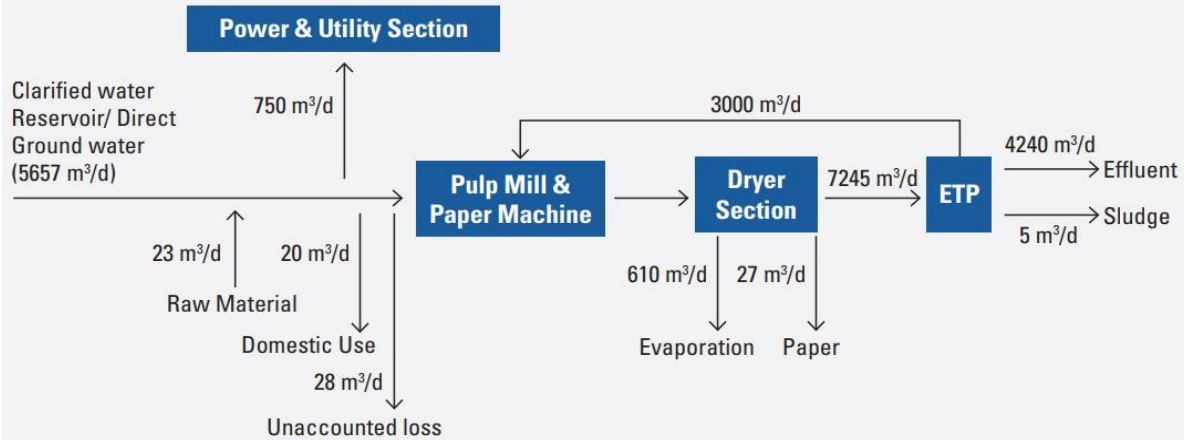 Power & Utility Section
Clarified water
Reservoir/ Direct
Ground water
(5657 m³/d)
750 m³/d
3000 m³/d
Pulp Mill &
Paper Machine
Dryer
Section
7245 m³/d
ETP
4240 m³/d
Effluent
Sludge
5 m³/d
23 m³/d
Raw Material
20 m³/d
Domestic Use
28 m³/d
Unaccounted loss
610 m³/d
Evaporation
27 m³/d
Paper